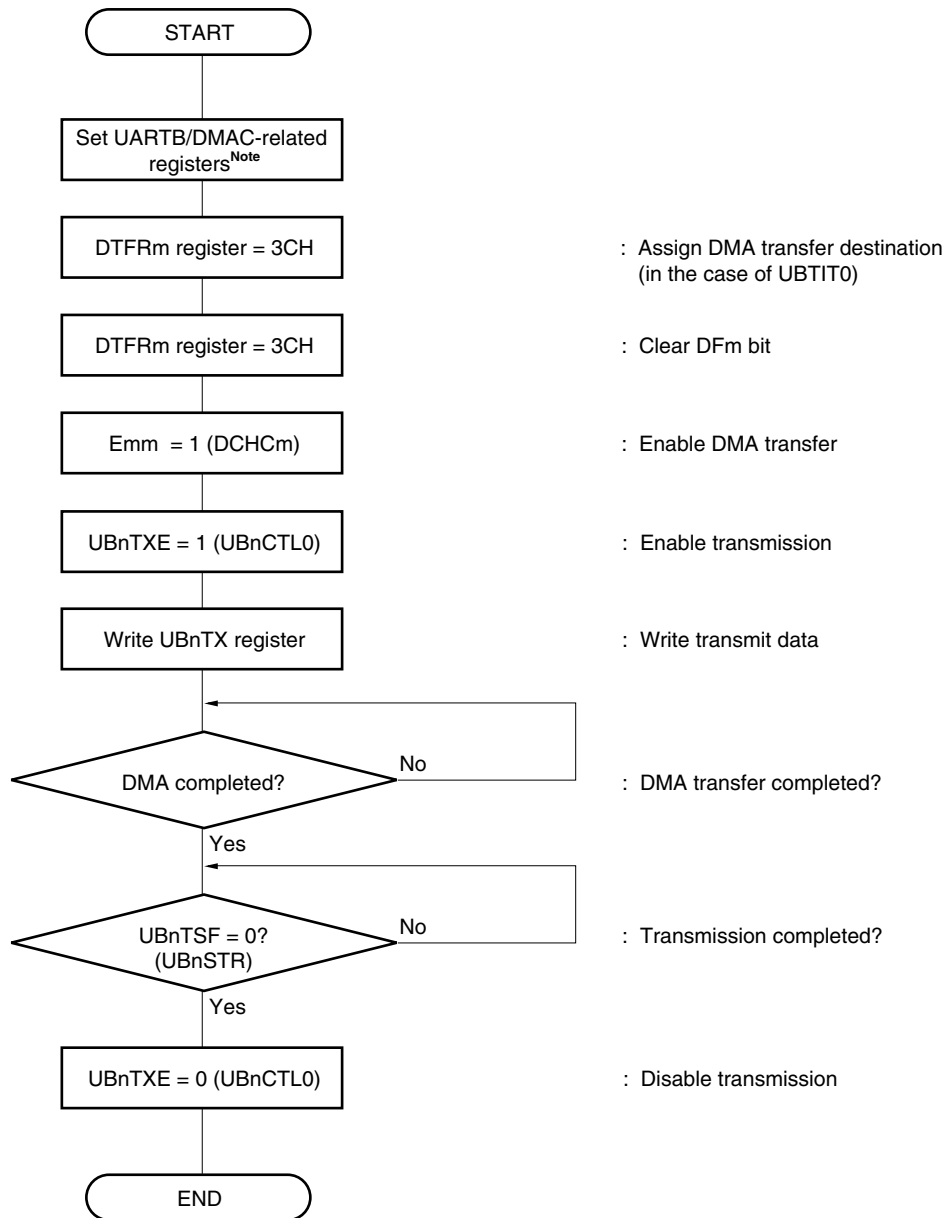 START
Set UARTB/DMAC-related
registersNote
DTFRm register = 3CH
: Assign DMA transfer destination
(in the case of UBTIT0)
DTFRm register = 3CH
: Clear DFm bit
Emm = 1 (DCHCm)
: Enable DMA transfer
UBnTXE = 1 (UBnCTL0)
: Enable transmission
Write UBnTX register
: Write transmit data
DMA completed?
No
: DMA transfer completed?
Yes
UBnTSF = 0?
(UBnSTR)
No
: Transmission completed?
Yes
UBnTXE = 0 (UBnCTL0)
: Disable transmission
END